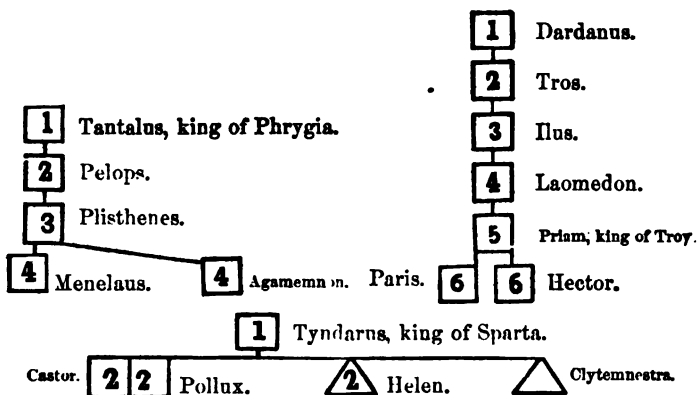 1 Dardanus.
2 Tros.
1 Tantalus, king of Phrygia.
3 Ilus.
2 Pelops.
4 Laomedon.
3 Plisthenes.
5 Priam, king of Troy.
4 Menelaus. 4 Agamemnon. Paris. 6 6 Hector.
1 Tyndarus, king of Sparta.
Castor. 2 2 Pollux. 2 Helen. Clytemnestra.